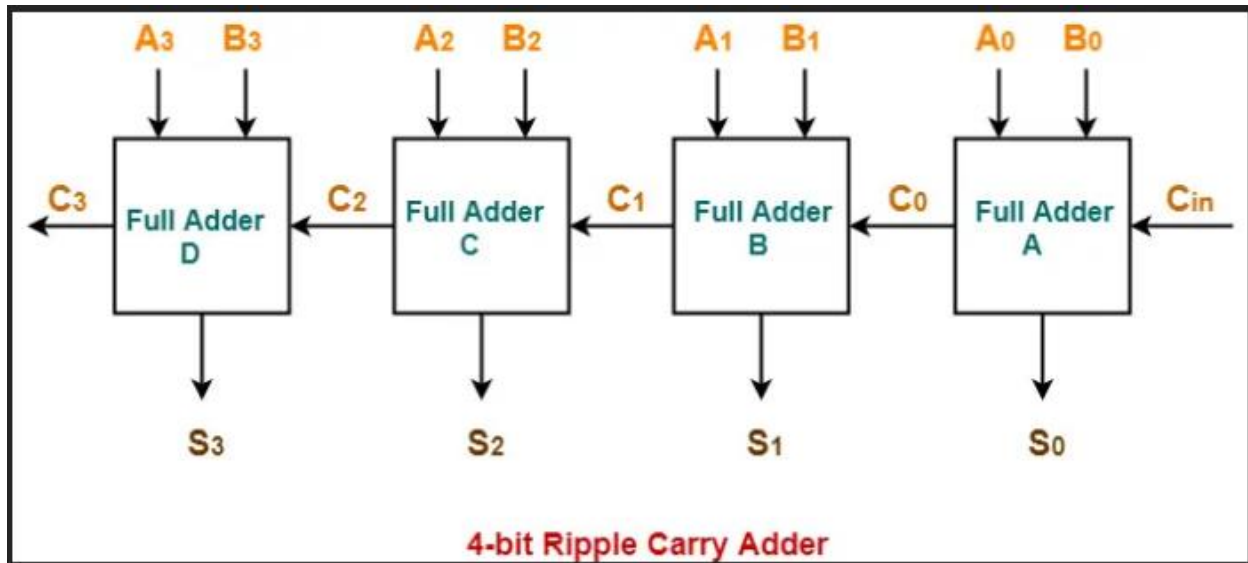 A3 B3 A2 B2 A1 B1 A0 B0
C3 C2 C1 C0 Cin
Full Adder
D
Full Adder
C
Full Adder
B
Full Adder
A
S3 S2 S1 S0
4-bit Ripple Carry Adder